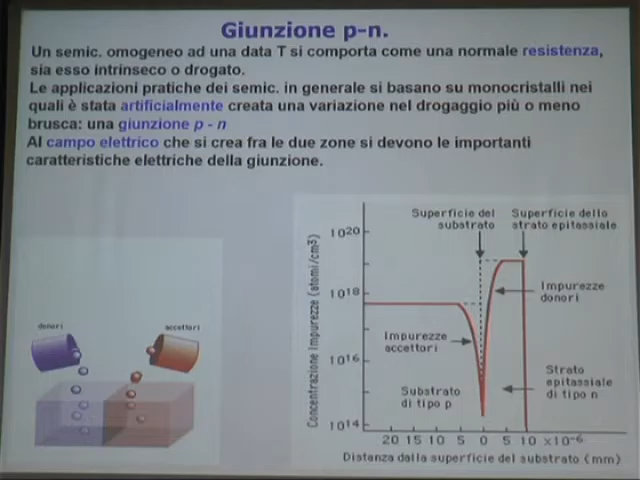 Giunzione p-n.
Un semic. omogeneo ad una data T si comporta come una normale resistenza,
sia esso intrinseco o drogato.
Le applicazioni pratiche dei semic. in generale si basano su monocristalli nei
quali è stata artificialmente creata una variazione nel drogaggio più o meno
brusca: una giunzione p - n
Al campo elettrico che si crea fra le due zone si devono le importanti
caratteristiche elettriche della giunzione.
donori
accettori
Superficie del
substrato
Superficie dello
strato epitassiale
Concentrazione Impurezze (atomi/cm3)
10 20
10 18
10 16
10 14
Impurezze
donori
Impurezze
accettori
Substrato
di tipo p
Strato
epitassiale
di tipo n
20 15 10 5 0 5 10 x10-6
Distanza dalla superficie del substrato (mm)